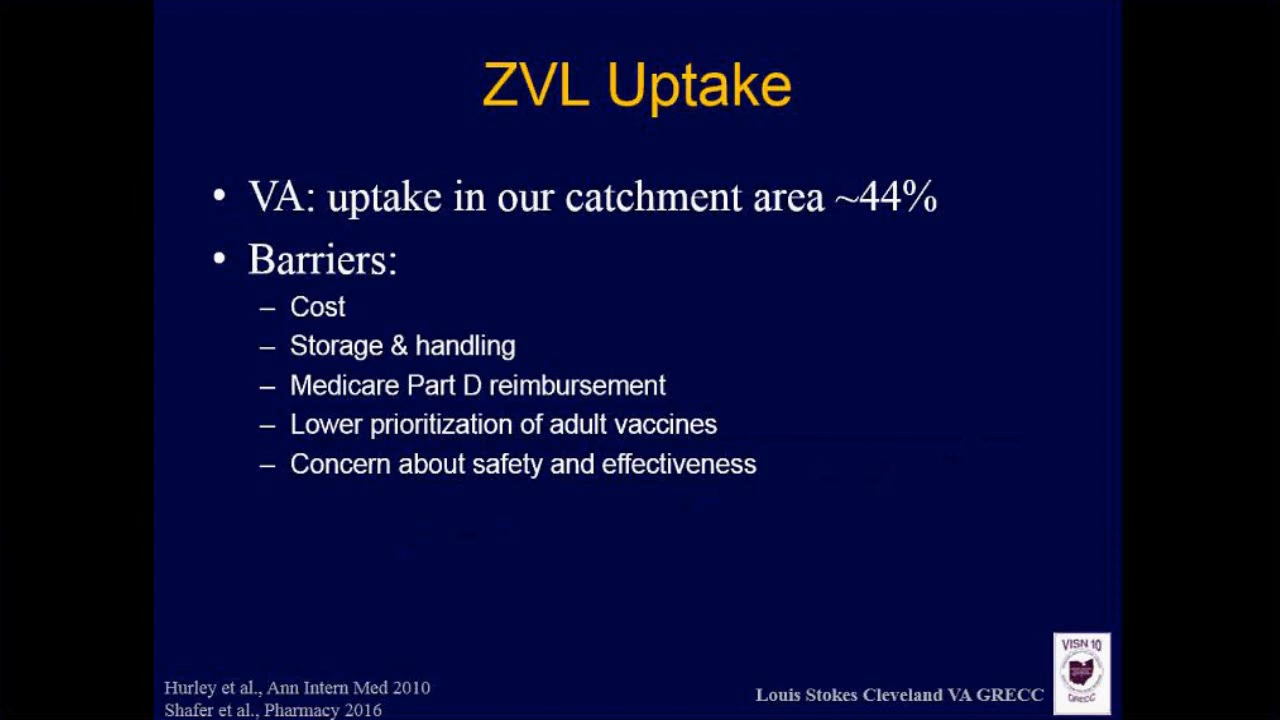 ZVL Uptake
• VA: uptake in our catchment area ~44%
• Barriers:
– Cost
– Storage & handling
– Medicare Part D reimbursement
– Lower prioritization of adult vaccines
– Concern about safety and effectiveness
VISN 10
GRECC
Hurley et al., Ann Intern Med 2010
Shafer et al., Pharmacy 2016
Louis Stokes Cleveland VA GRECC